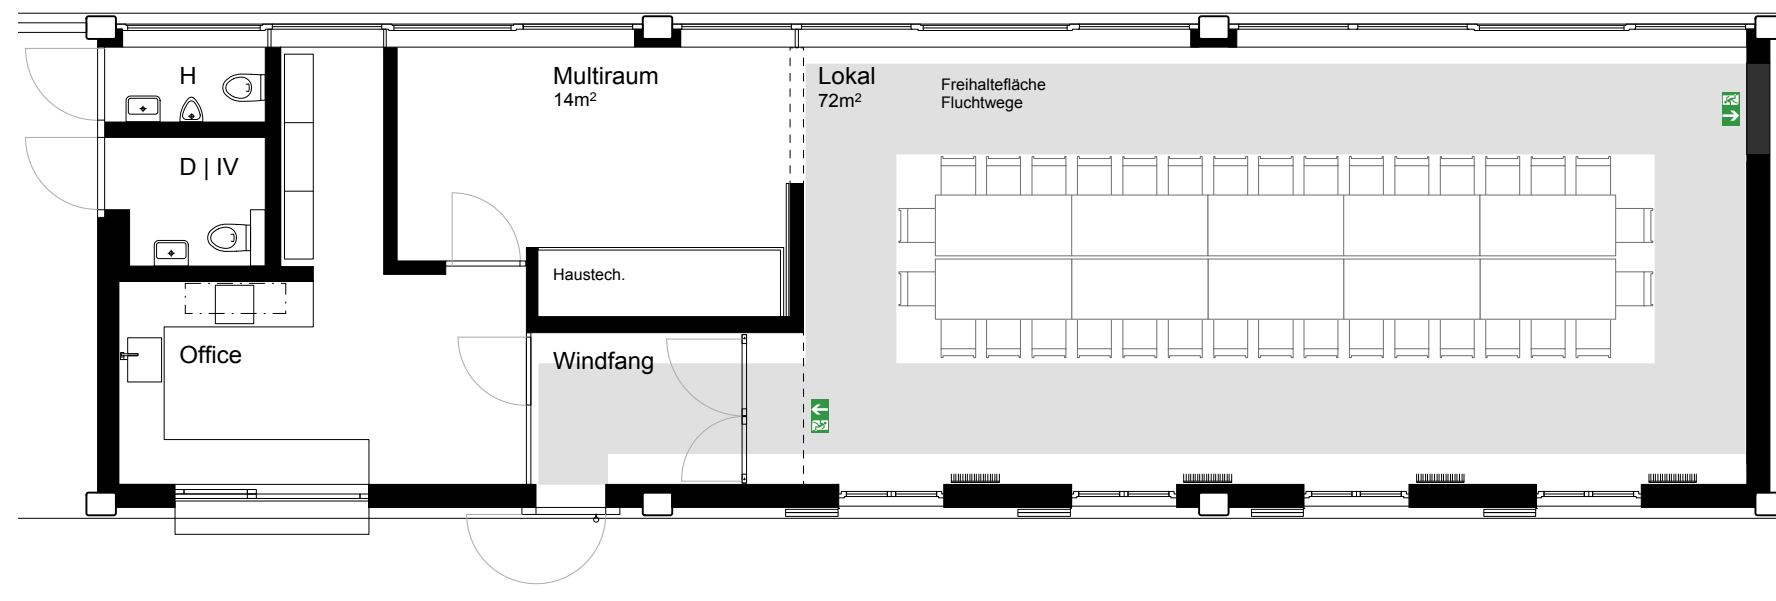 H
Multiraum
14m²
Lokal
72m²
Freihaltefläche
Fluchtwege
D | IV
Haustech.
Office
Windfang